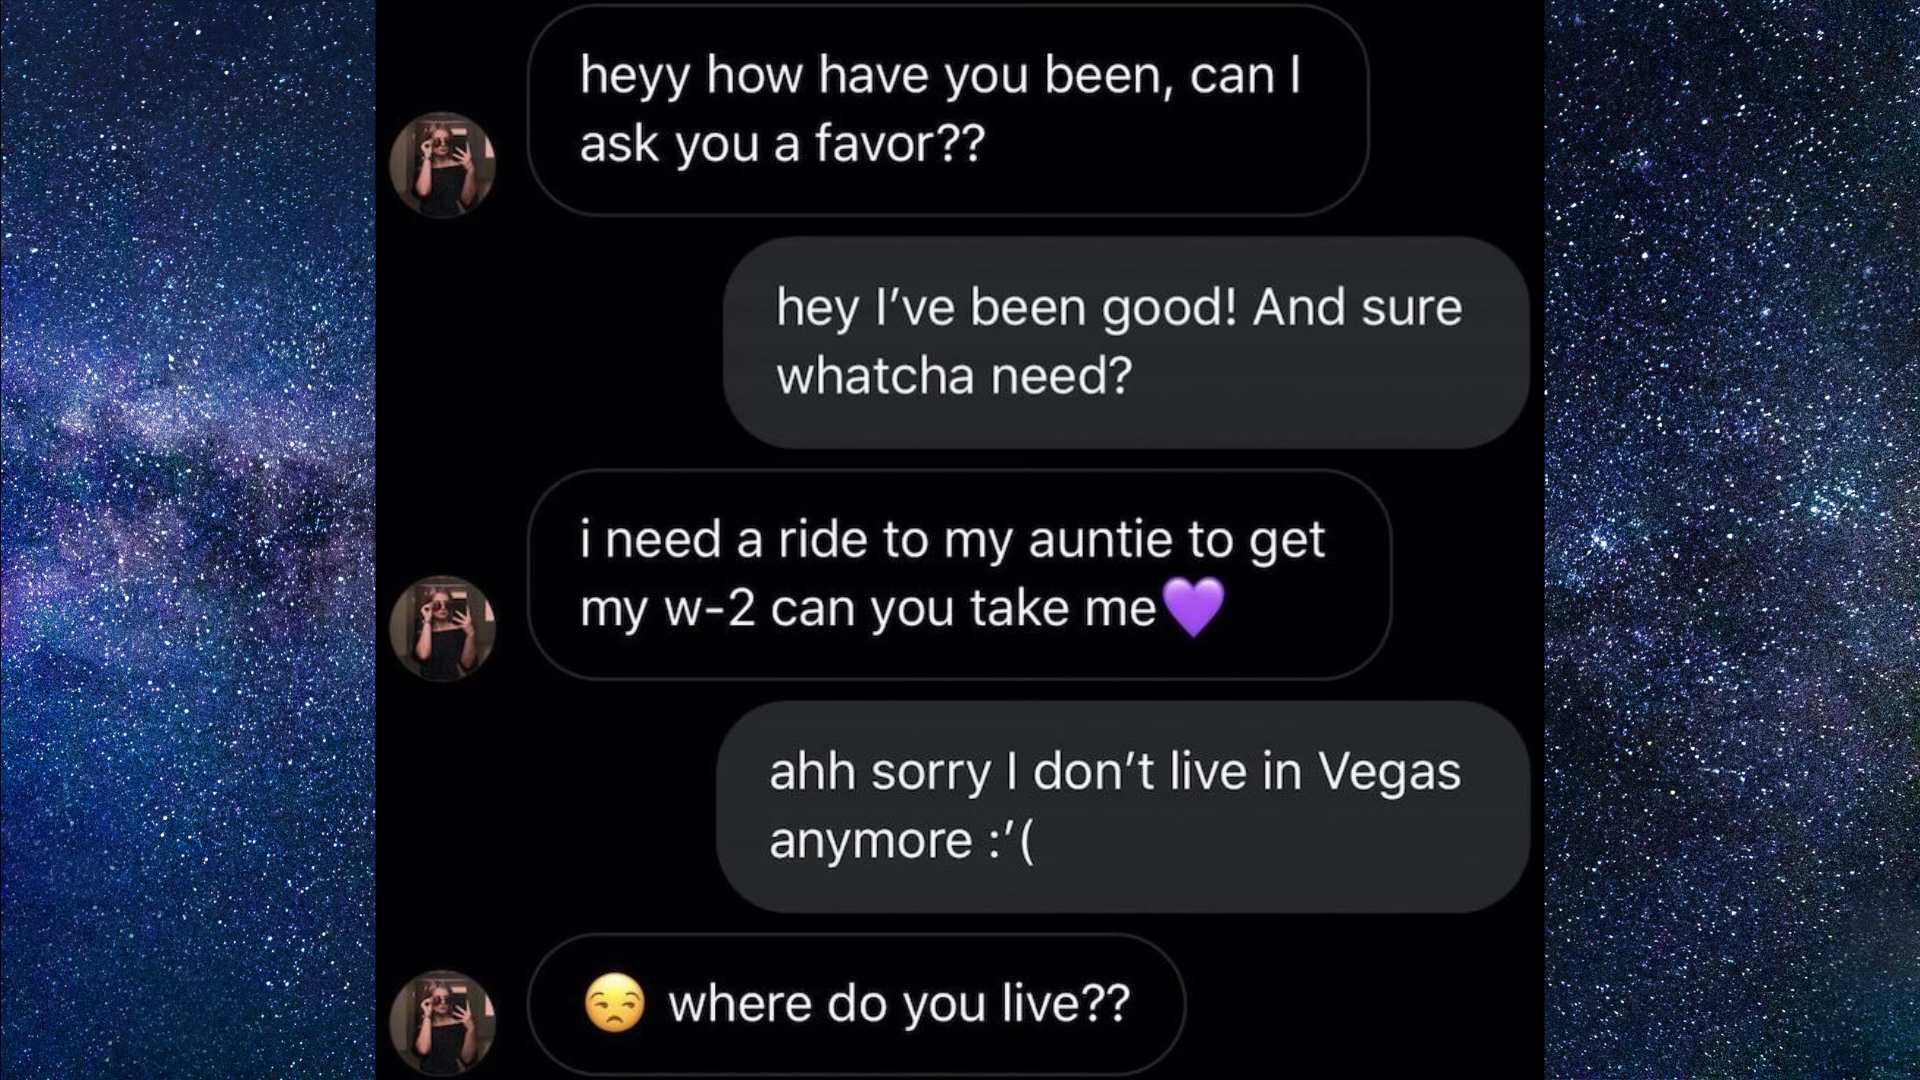 heyy how have you been, can I
ask you a favor??
hey I’ve been good! And sure
whatcha need?
i need a ride to my auntie to get
my w-2 can you take me💜
ahh sorry I don’t live in Vegas
anymore :’(
😒 where do you live??